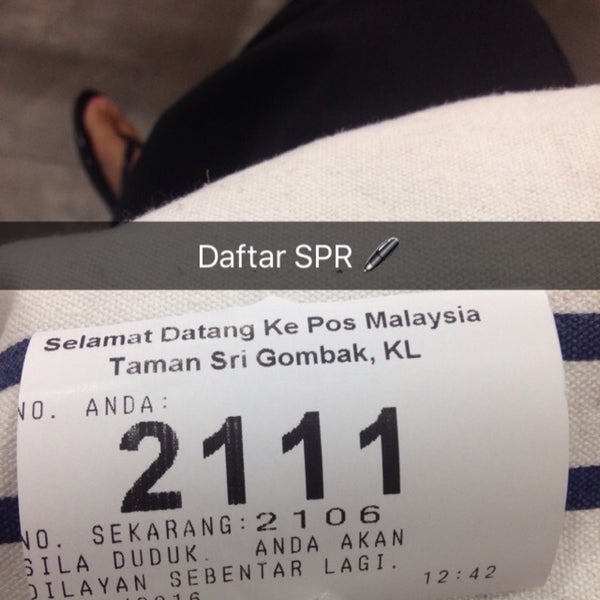 Daftar SPR
Selamat Datang Ke Pos Malaysia
Taman Sri Gombak, KL
NO. ANDA:
2111
NO. SEKARANG:2106
SILA DUDUK. ANDA AKAN
DILAYAN SEBENTAR LAGI.
12:42